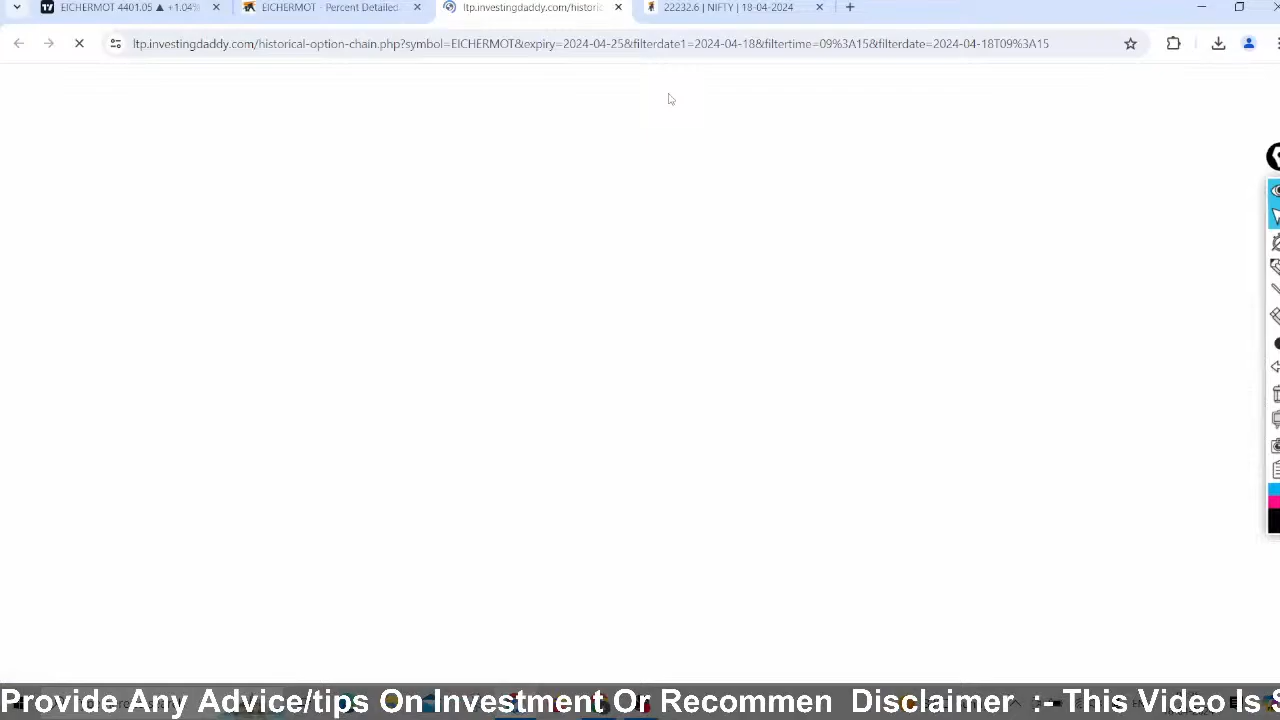 EICHERMOT 4401.05 ▲ +1.04%
EICHERMOT - Percent Detailed
ltp.investingdaddy.com/historic
22232.6 | NIFTY | 18-04-2024
ltp.investingdaddy.com/historical-option-chain.php?symbol=EICHERMOT&expiry=2024-04-25&filterdate1=2024-04-18&filtertime=09%3A15&filterdate=2024-04-18T09%3A15
Provide Any Advice/tips On Investment Or Recommen Disclaimer :- This Video Is S